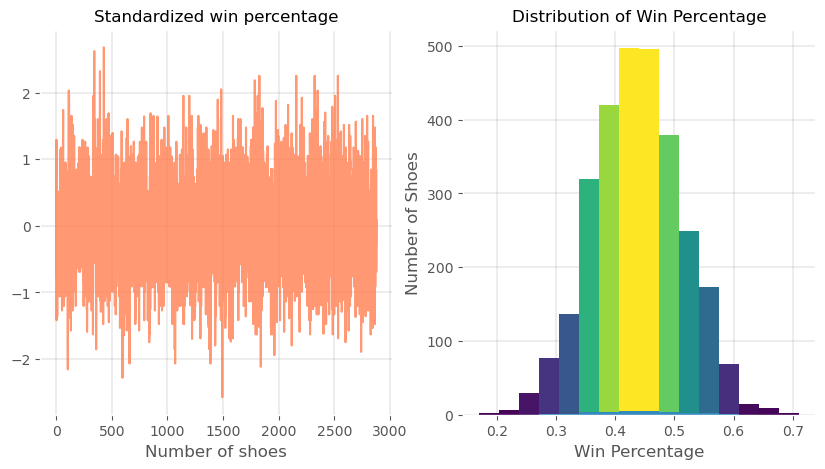 Standardized win percentage
2
1
0
−1
−2
0 500 1000 1500 2000 2500 3000
Number of shoes
Distribution of Win Percentage
500
400
300
200
100
0
Number of Shoes
0.2 0.3 0.4 0.5 0.6 0.7
Win Percentage